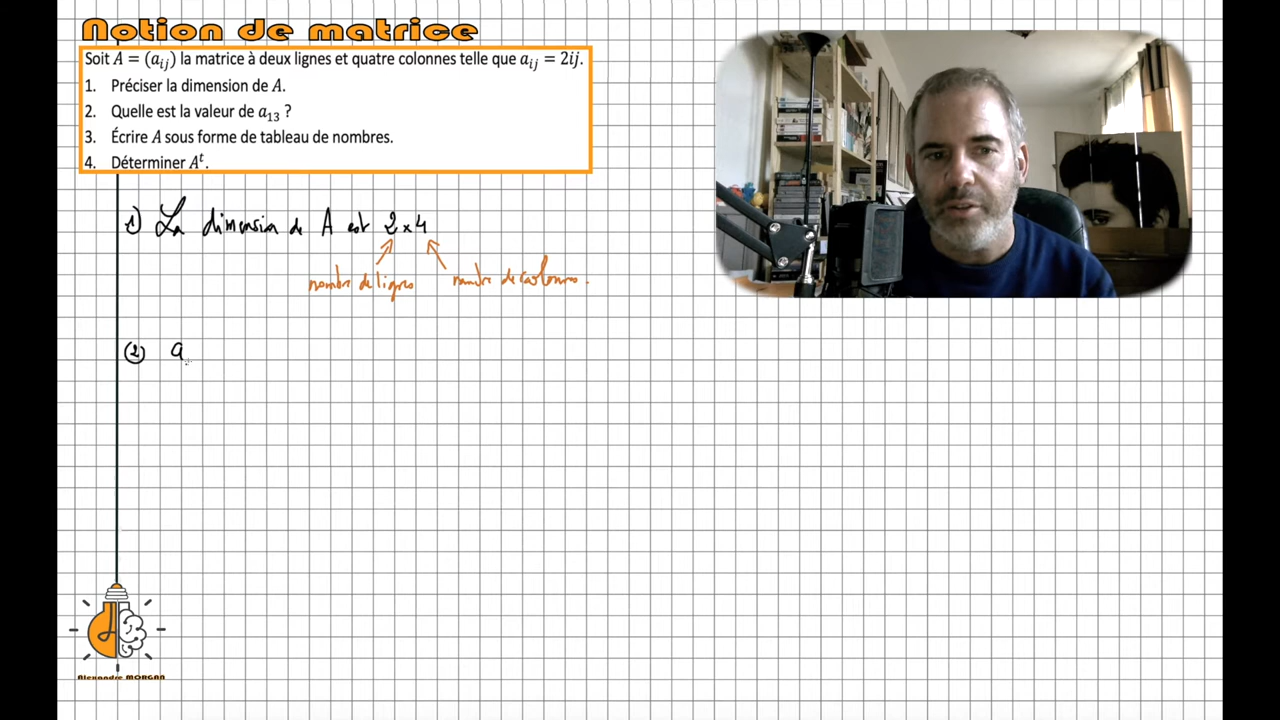 Notion de matrice
Soit A = (aᵢⱼ) la matrice à deux lignes et quatre colonnes telle que aᵢⱼ = 2ij.
1. Préciser la dimension de A.
2. Quelle est la valeur de a₁₃ ?
3. Écrire A sous forme de tableau de nombres.
4. Déterminer Aᵗ.
1) La dimension de A est 2 × 4
nombre de lignes nombre de colonnes.
(2) a
Alexandre MORGAN